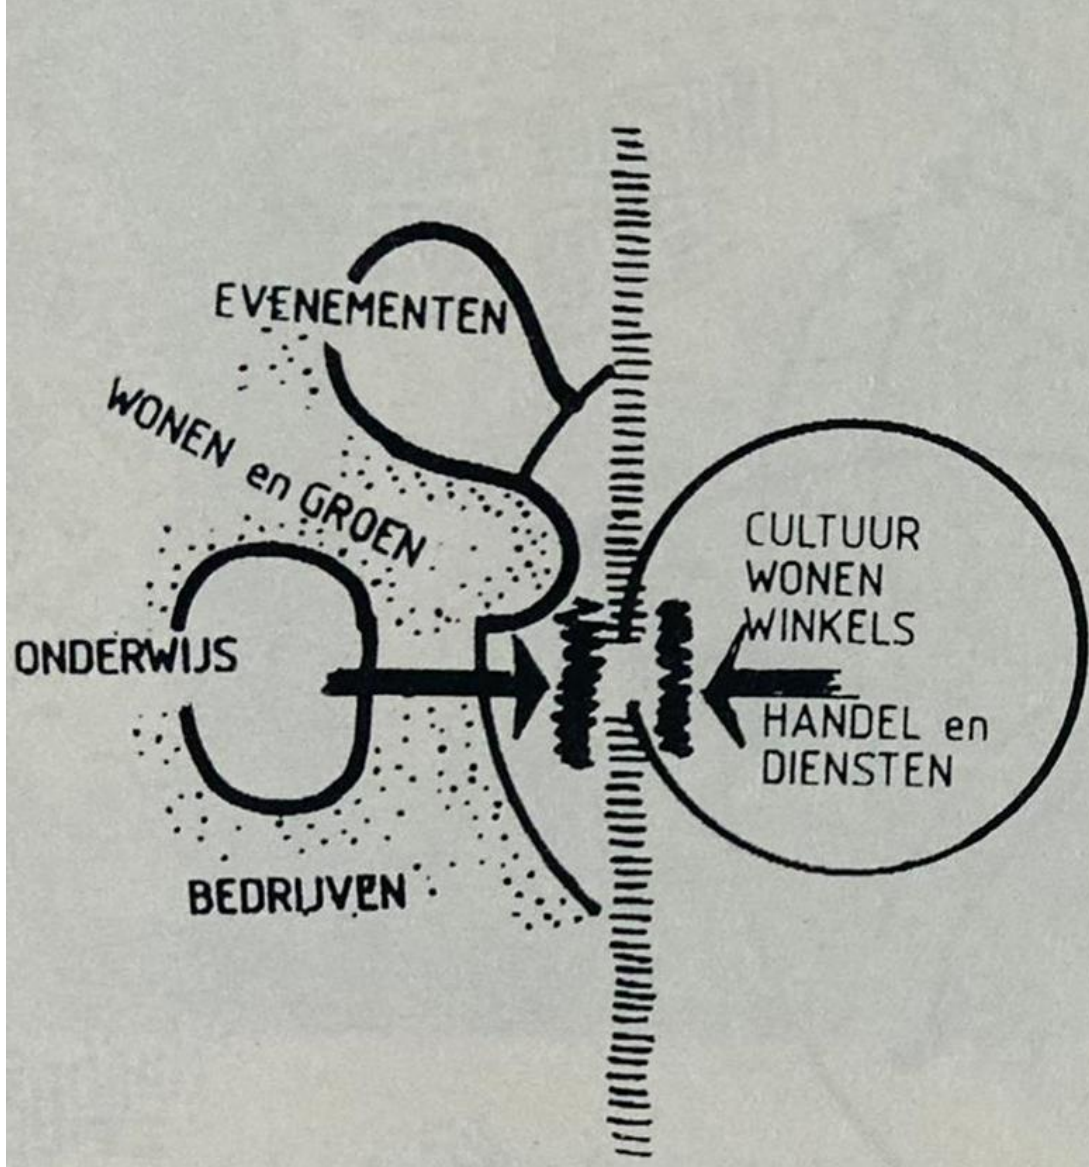 EVENEMENTEN
WONEN en GROEN
ONDERWIJS
BEDRIJVEN
CULTUUR
WONEN
WINKELS
HANDEL en
DIENSTEN